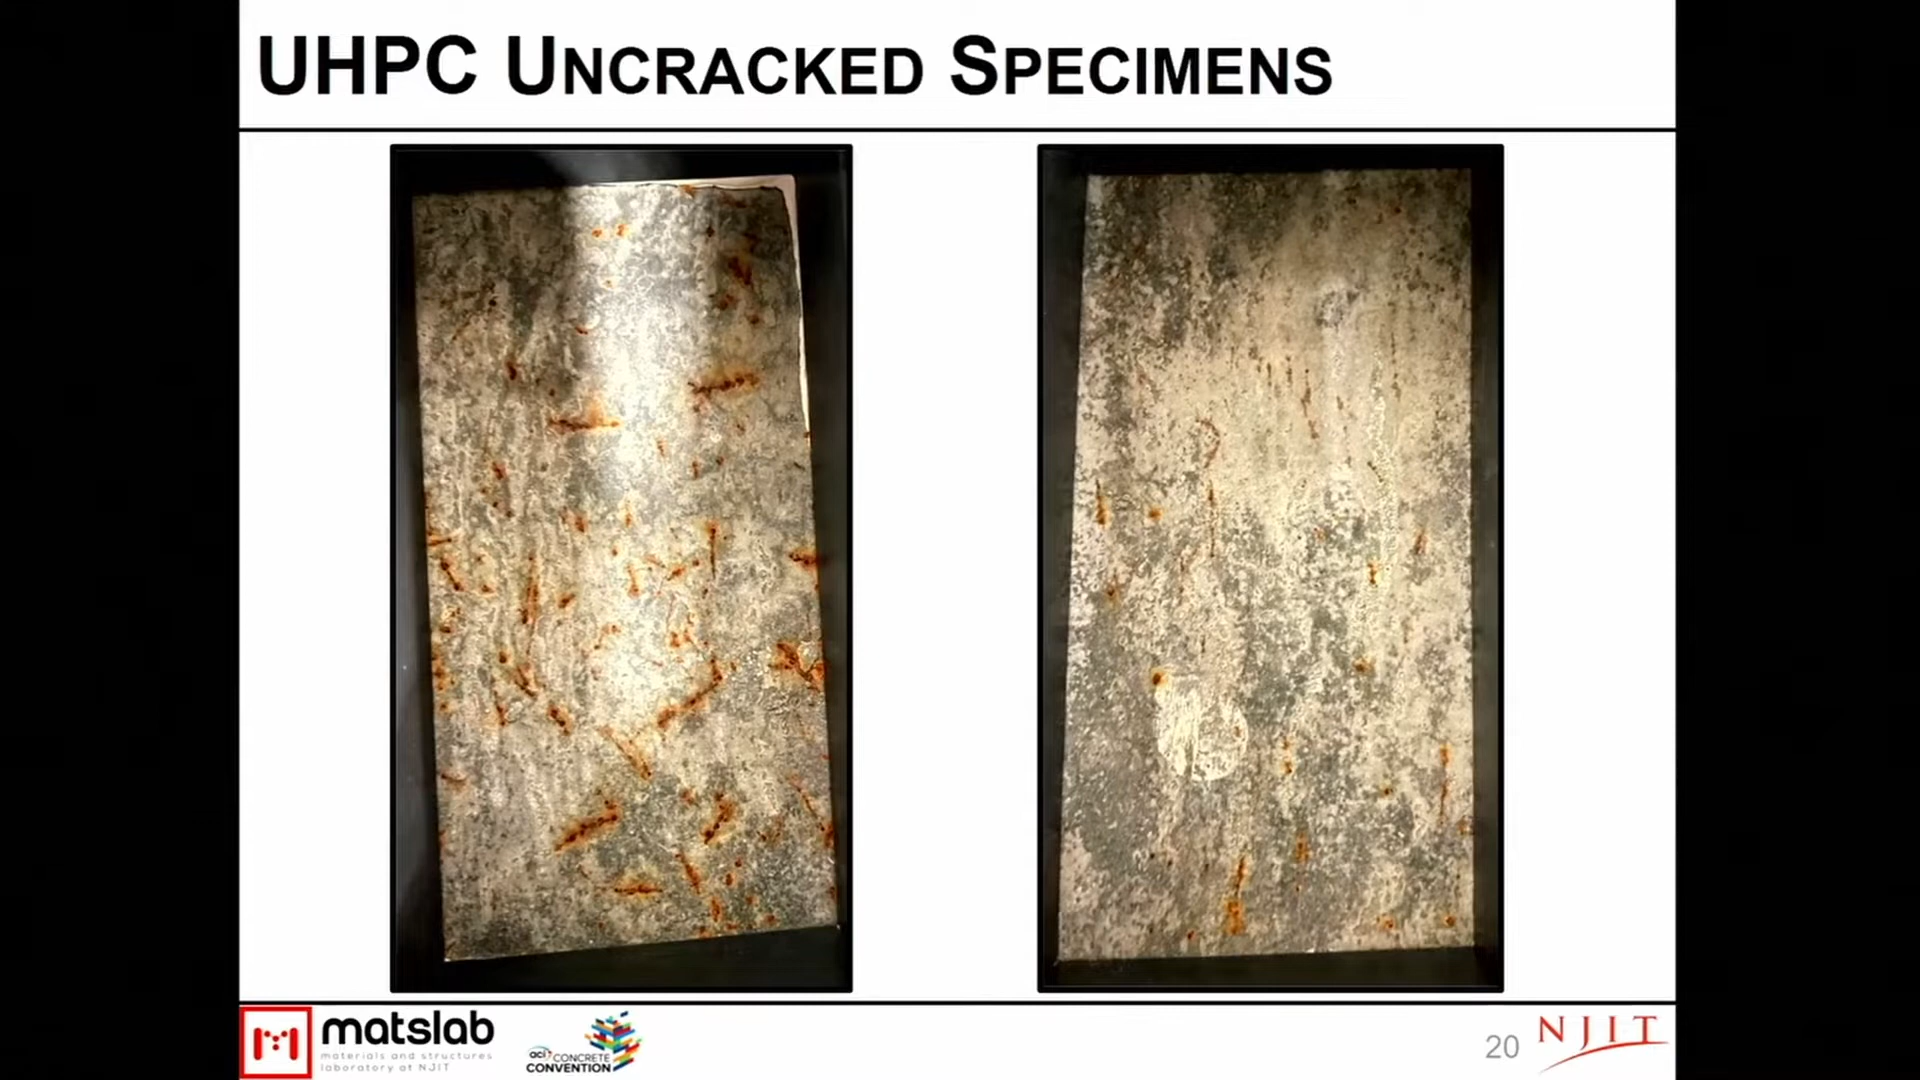 UHPC UNCRACKED SPECIMENS
matslab
materials and structures
laboratory at NJIT
aci CONCRETE
CONVENTION
20
NJIT